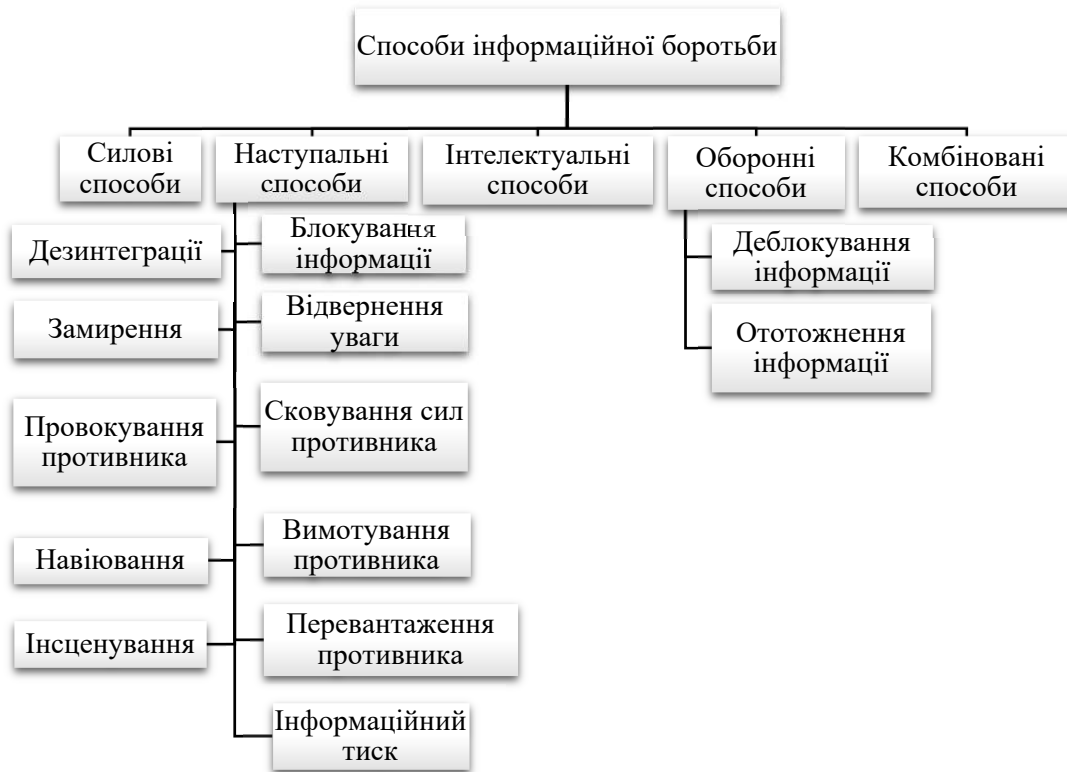 Способи інформаційної боротьби
Силові
способи
Наступальні
способи
Інтелектуальні
способи
Оборонні
способи
Комбіновані
способи
Дезинтеграції
Блокування
інформації
Деблокування
інформації
Замирення
Відвернення
уваги
Ототожнення
інформації
Провокування
противника
Сковування сил
противника
Навіювання
Вимотування
противника
Інсценування
Перевантаження
противника
Інформаційний
тиск